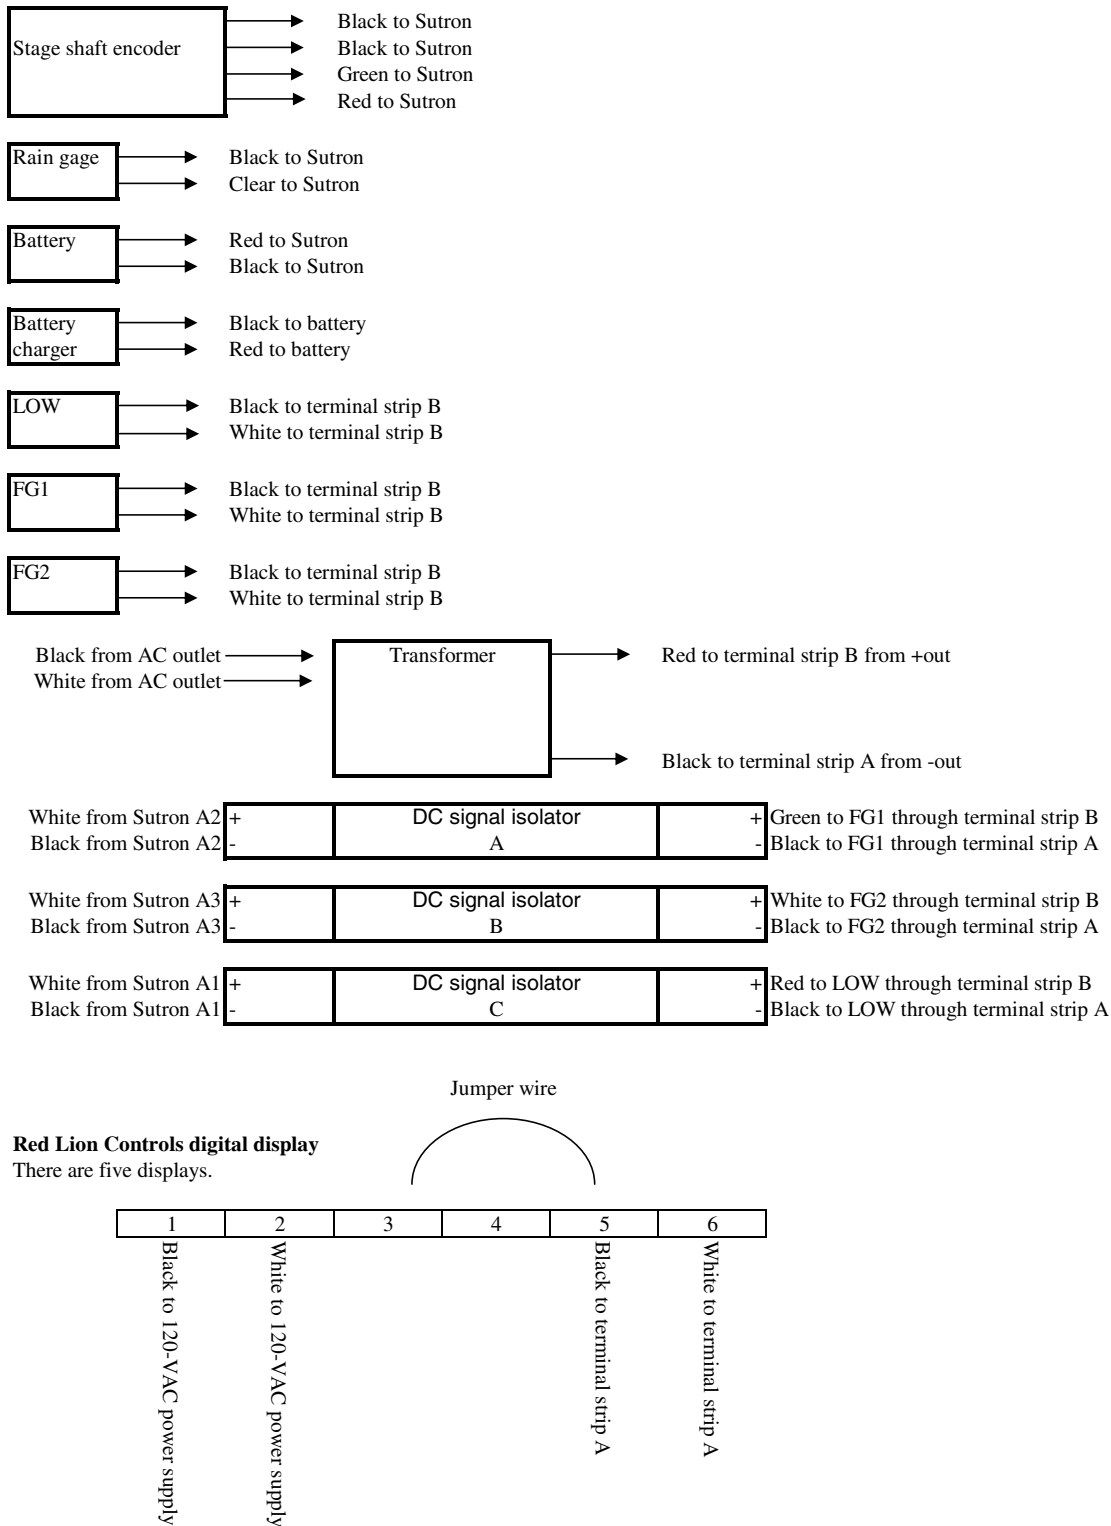 Stage shaft encoder
Black to Sutron
Black to Sutron
Green to Sutron
Red to Sutron
Rain gage
Black to Sutron
Clear to Sutron
Battery
Red to Sutron
Black to Sutron
Battery
charger
Black to battery
Red to battery
LOW
Black to terminal strip B
White to terminal strip B
FG1
Black to terminal strip B
White to terminal strip B
FG2
Black to terminal strip B
White to terminal strip B
Black from AC outlet
White from AC outlet
Transformer
Red to terminal strip B from +out
Black to terminal strip A from -out
White from Sutron A2 + DC signal isolator + Green to FG1 through terminal strip B
Black from Sutron A2 - A - Black to FG1 through terminal strip A
White from Sutron A3 + DC signal isolator + White to FG2 through terminal strip B
Black from Sutron A3 - B - Black to FG2 through terminal strip A
White from Sutron A1 + DC signal isolator + Red to LOW through terminal strip B
Black from Sutron A1 - C - Black to LOW through terminal strip A
Jumper wire
Red Lion Controls digital display
There are five displays.
1 2 3 4 5 6
Black to 120-VAC power supply
White to 120-VAC power supply
Black to terminal strip A
White to terminal strip A